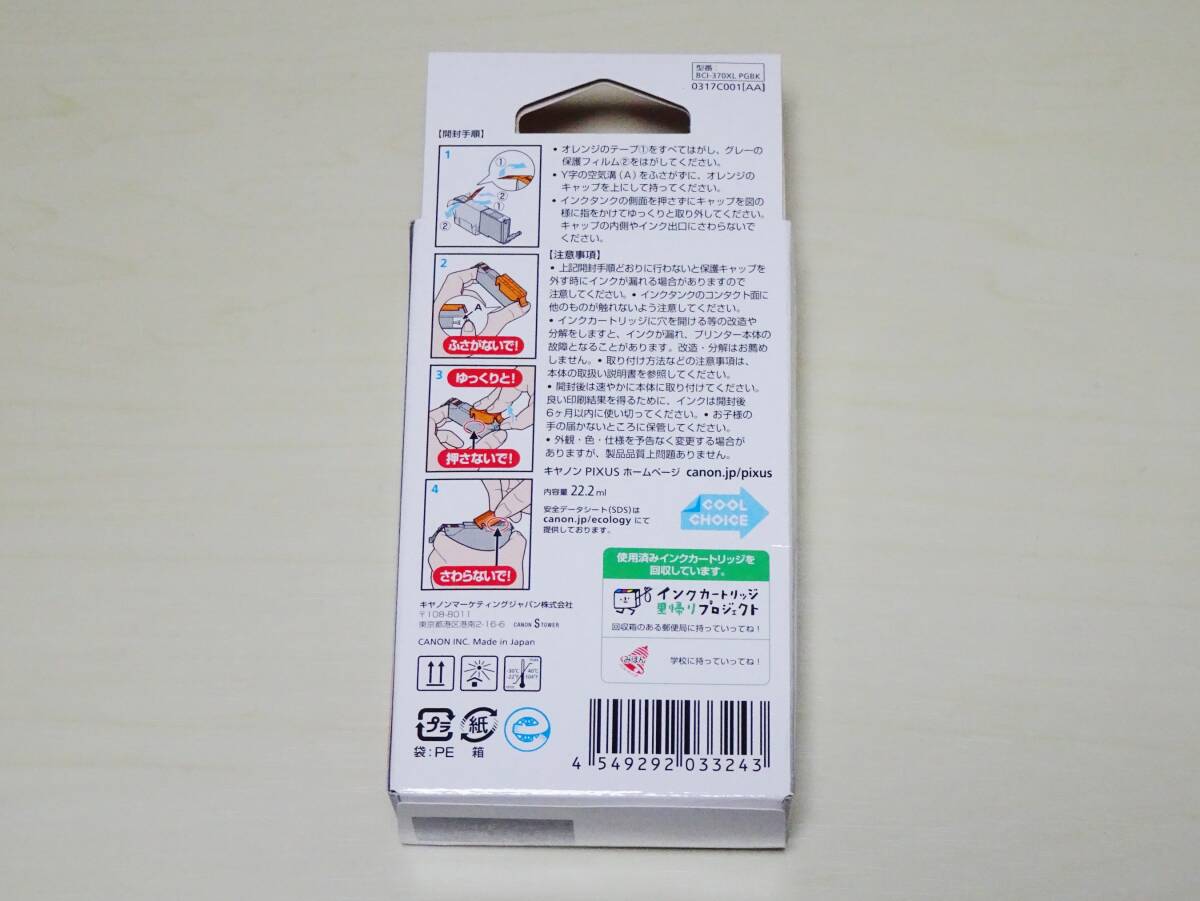 型番:
BCI-370XL PGBK
0317C001[AA]
【開封手順】
1
①
②
①
②
• オレンジのテープ①をすべてはがし、グレーの
保護フィルム②をはがしてください。
• Y字の空気溝（A）をふさがずに、オレンジの
キャップを上にして持ってください。
• インクタンクの側面を押さずにキャップを図の
様に指をかけてゆっくりと取り外してください。
キャップの内側やインク出口にさわらないで
ください。
2
A
ふさがないで!
3
ゆっくりと!
押さないで!
4
さわらないで!
【注意事項】
• 上記開封手順どおりに行わないと保護キャップを
外す時にインクが漏れる場合がありますので
注意してください。• インクタンクのコンタクト面に
他のものが触れないよう注意してください。
• インクカートリッジに穴を開ける等の改造や
分解をしますと、インクが漏れ、プリンター本体の
故障となることがあります。改造・分解はお薦め
しません。• 取り付け方法などの注意事項は、
本体の取扱い説明書を参照してください。
• 開封後は速やかに本体に取り付けてください。
良い印刷結果を得るために、インクは開封後
6ヶ月以内に使い切ってください。• お子様の
手の届かないところに保管してください。
• 外観・色・仕様を予告なく変更する場合が
ありますが、製品品質上問題ありません。
キヤノン PIXUS ホームページ canon.jp/pixus
内容量 22.2ml
安全データシート(SDS)は
canon.jp/ecology にて
提供しております。
COOL
CHOICE
使用済みインクカートリッジを
回収しています。
インクカートリッジ
里帰りプロジェクト
回収箱のある郵便局に持っていってね!
みほん
学校に持っていってね!
キヤノンマーケティングジャパン株式会社
〒108-8011
東京都港区港南2-16-6 CANON S TOWER
CANON INC. Made in Japan
-30℃ 40℃
-22°F 104°F
プラ
袋:PE
紙
箱
4 549292 033243